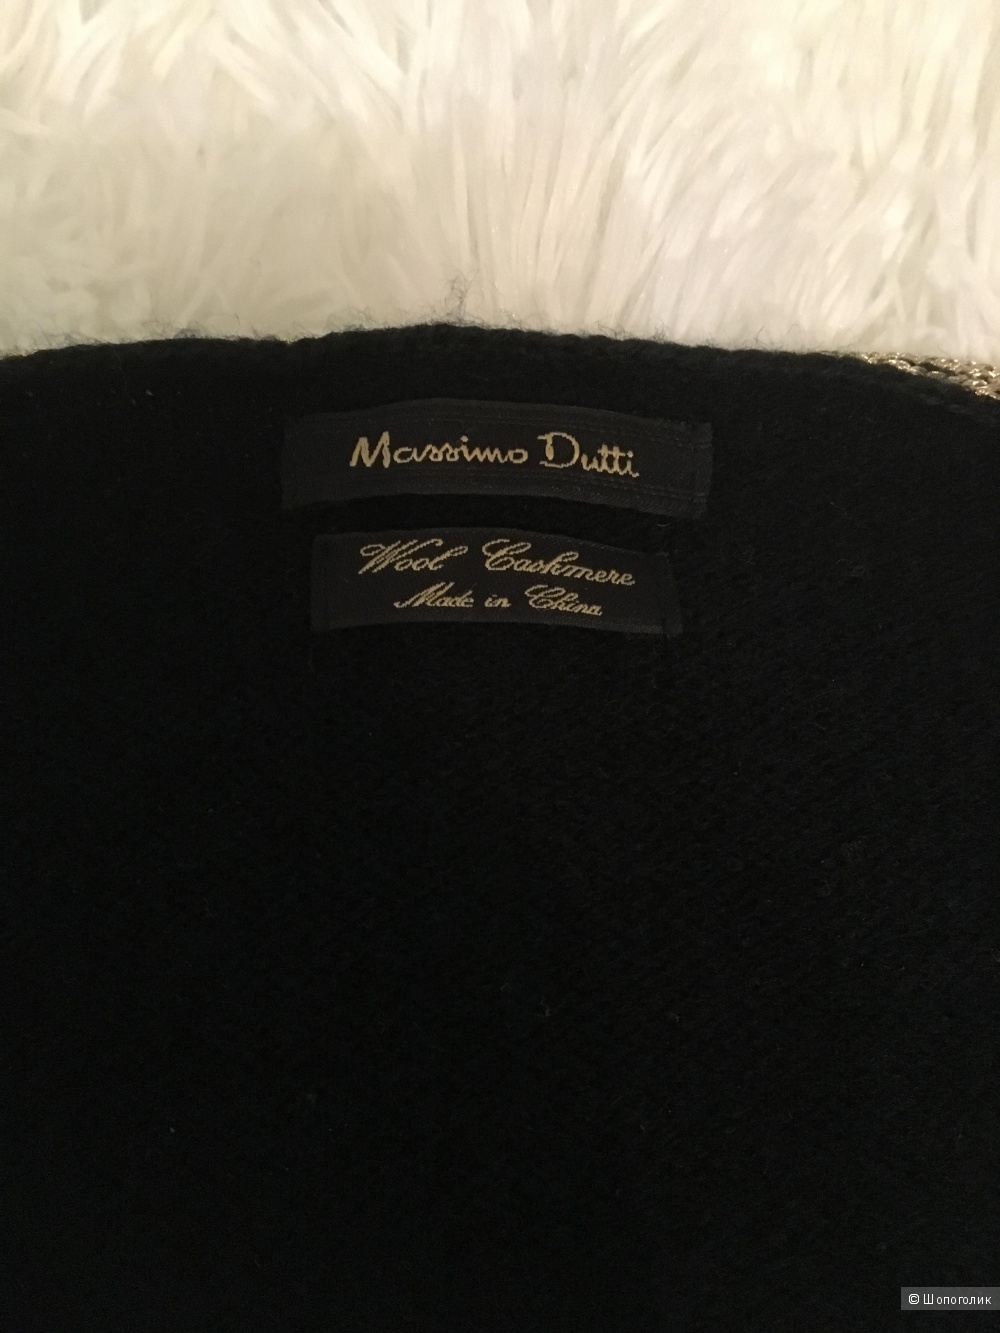 Massimo Dutti
Wool Cashmere
Made in China
© Шопоголик